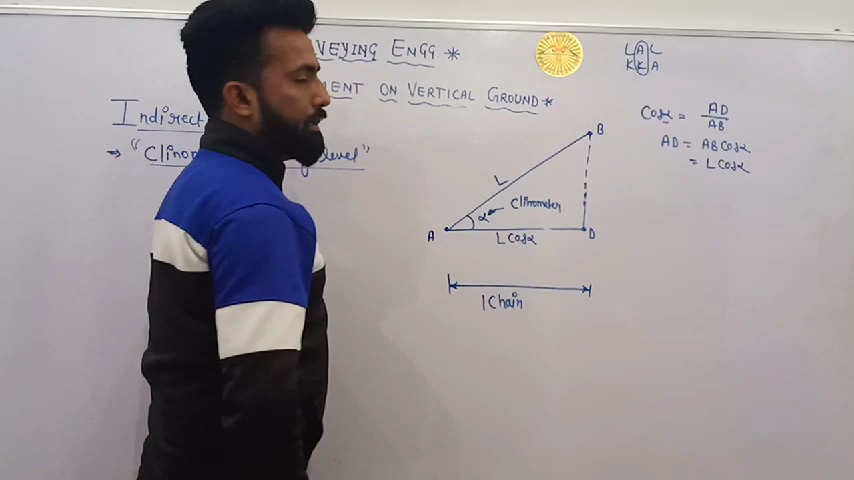 VEYING ENGG *
MENT ON VERTICAL GROUND *
Indirect
→ "Clino level"
LAL
KKA
Cosα = AD/AB
AD = AB Cosα
= L Cosα
B
L
α ← Clinometer
A
L Cosα
D
1 Chain